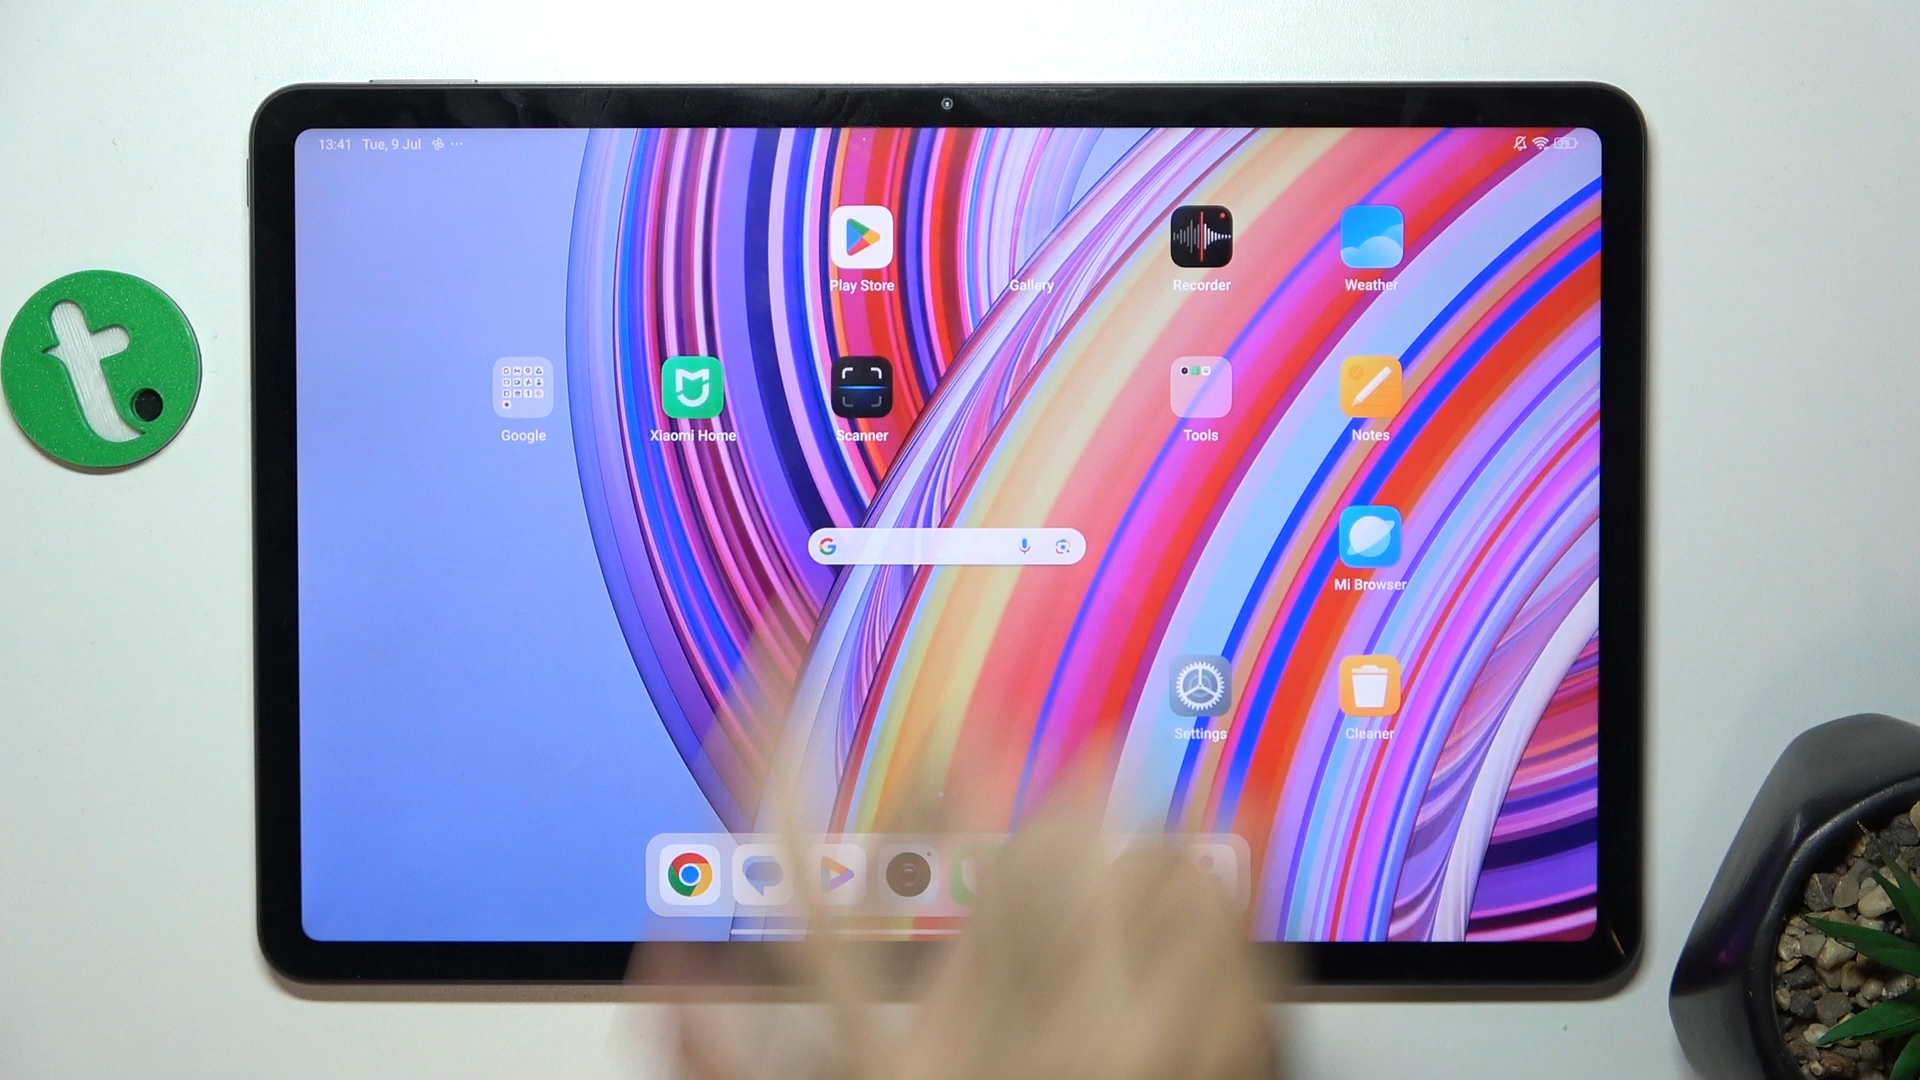 13:41 Tue, 9 Jul
Play Store
Gallery
Recorder
Weather
Google
Xiaomi Home
Scanner
Tools
Notes
Mi Browser
Settings
Cleaner